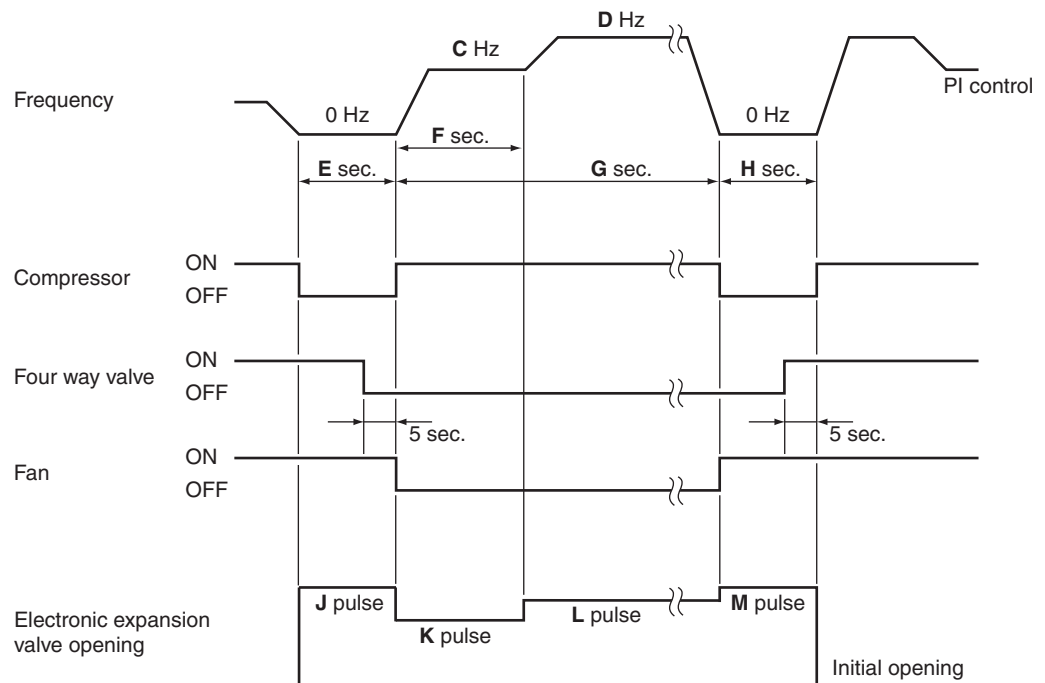 D Hz
C Hz
Frequency
PI control
0 Hz
0 Hz
F sec.
E sec.
G sec.
H sec.
Compressor
ON
OFF
Four way valve
ON
OFF
5 sec.
5 sec.
Fan
ON
OFF
J pulse
K pulse
L pulse
M pulse
Electronic expansion
valve opening
Initial opening